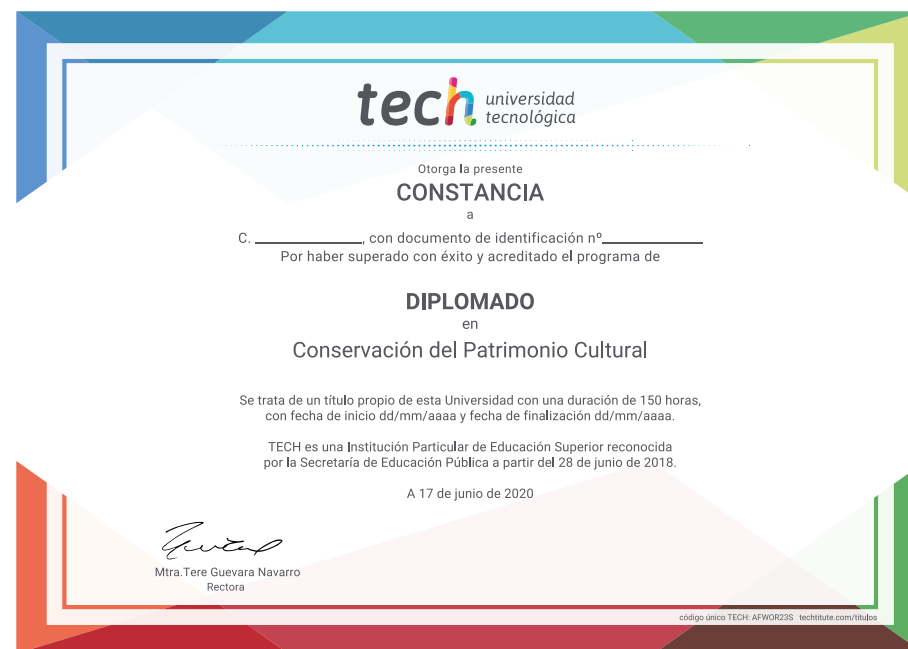 tech universidad
tecnológica
Otorga la presente
CONSTANCIA
a
C. ____________, con documento de identificación nº____________
Por haber superado con éxito y acreditado el programa de
DIPLOMADO
en
Conservación del Patrimonio Cultural
Se trata de un título propio de esta Universidad con una duración de 150 horas,
con fecha de inicio dd/mm/aaaa y fecha de finalización dd/mm/aaaa.
TECH es una Institución Particular de Educación Superior reconocida
por la Secretaría de Educación Pública a partir del 28 de junio de 2018.
A 17 de junio de 2020
Mtra.Tere Guevara Navarro
Rectora
código único TECH: AFWOR23S techtitute.com/titulos